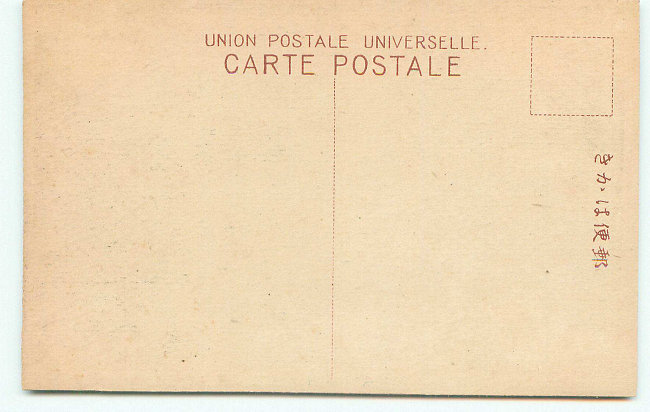 UNION POSTALE UNIVERSELLE.
CARTE POSTALE
きかは便郵